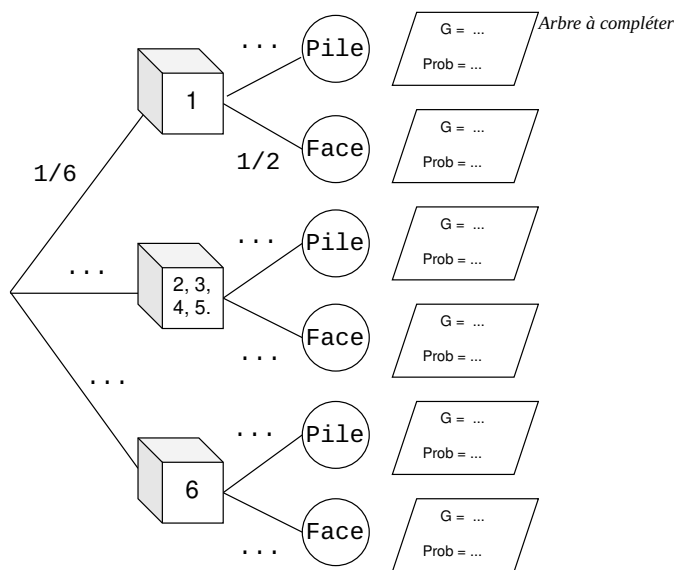 Arbre à compléter
1/6
...
...
1
2, 3,
4, 5.
6
...
1/2
...
...
...
...
Pile
G = ...
Prob = ...
Face
G = ...
Prob = ...
Pile
G = ...
Prob = ...
Face
G = ...
Prob = ...
Pile
G = ...
Prob = ...
Face
G = ...
Prob = ...